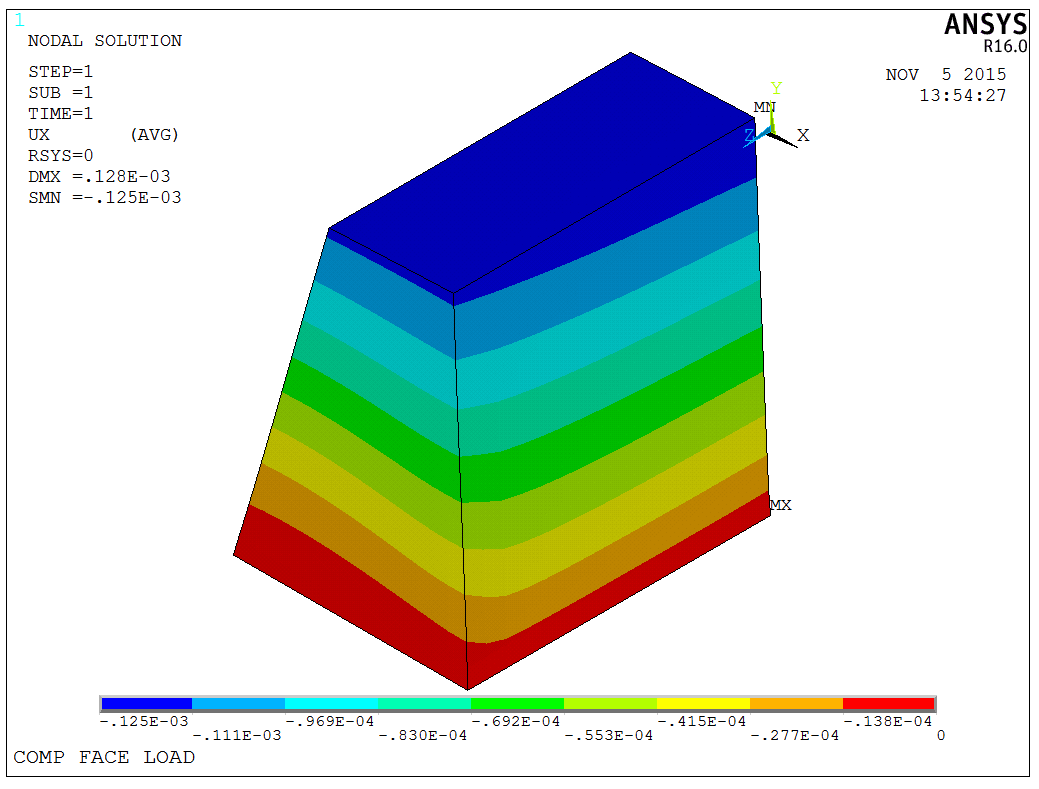 1
ANSYS
R16.0
NODAL SOLUTION
NOV  5 2015
13:54:27
STEP=1
SUB =1
TIME=1
UX       (AVG)
RSYS=0
DMX =.128E-03
SMN =-.125E-03
Y
MN
Z
X
MX
-.125E-03 -.969E-04 -.692E-04 -.415E-04 -.138E-04
-.111E-03 -.830E-04 -.553E-04 -.277E-04 0
COMP FACE LOAD